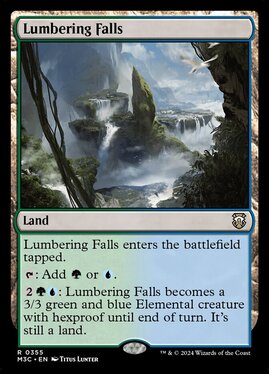 Lumbering Falls
Land
Lumbering Falls enters the battlefield
tapped.
: Add or .
2 : Lumbering Falls becomes a
3/3 green and blue Elemental creature
with hexproof until end of turn. It's
still a land.
R 0355
M3C • EN Titus Lunter
™ & © 2024 Wizards of the Coast